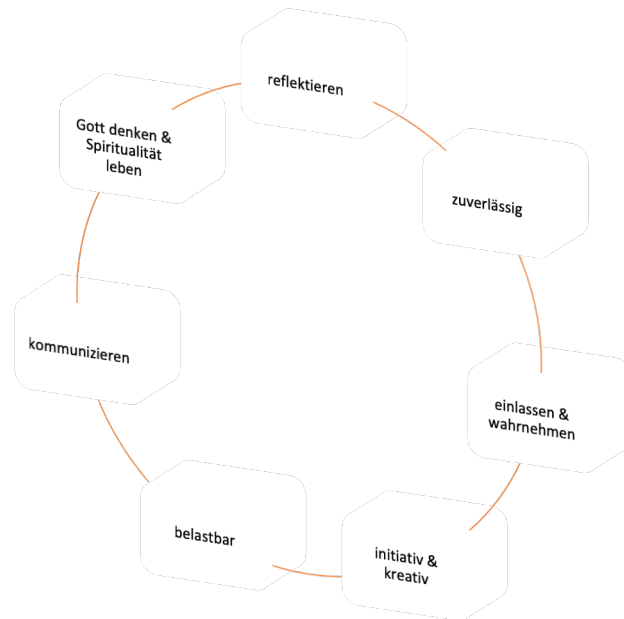 reflektieren
zuverlässig
einlassen &
wahrnehmen
initiativ &
kreativ
belastbar
kommunizieren
Gott denken &
Spiritualität
leben